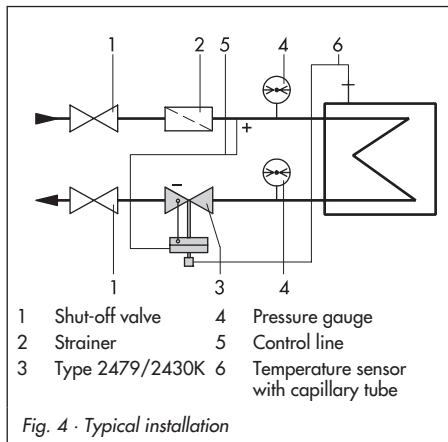 1 2 5 4 6
+
4
−
1 3 4
1 Shut-off valve 4 Pressure gauge
2 Strainer 5 Control line
3 Type 2479/2430K 6 Temperature sensor
with capillary tube
Fig. 4 · Typical installation